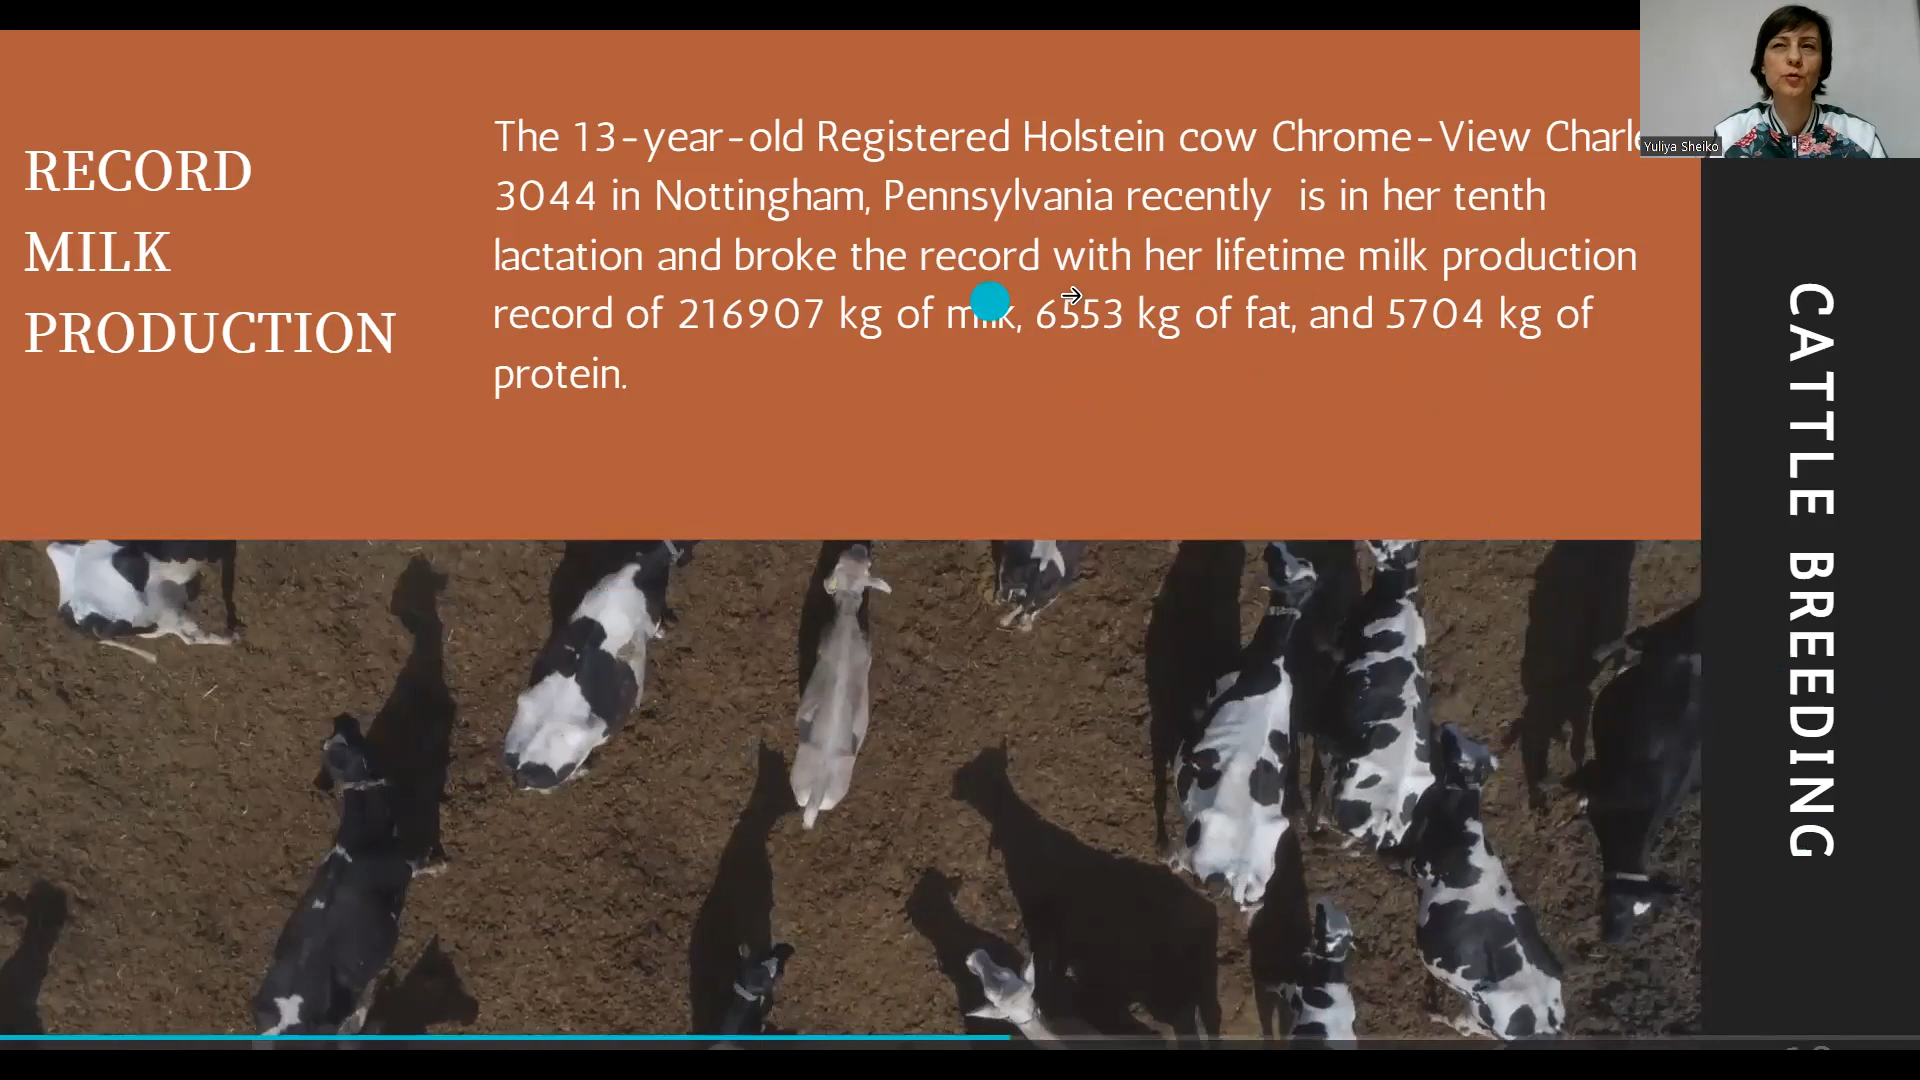 RECORD
MILK
PRODUCTION
The 13-year-old Registered Holstein cow Chrome-View
3044 in Nottingham, Pennsylvania recently is in her tenth
lactation and broke the record with her lifetime milk production
record of 216907 kg of milk, 6553 kg of fat, and 5704 kg of
protein.
Yuliya Sheiko
CATTLE BREEDING